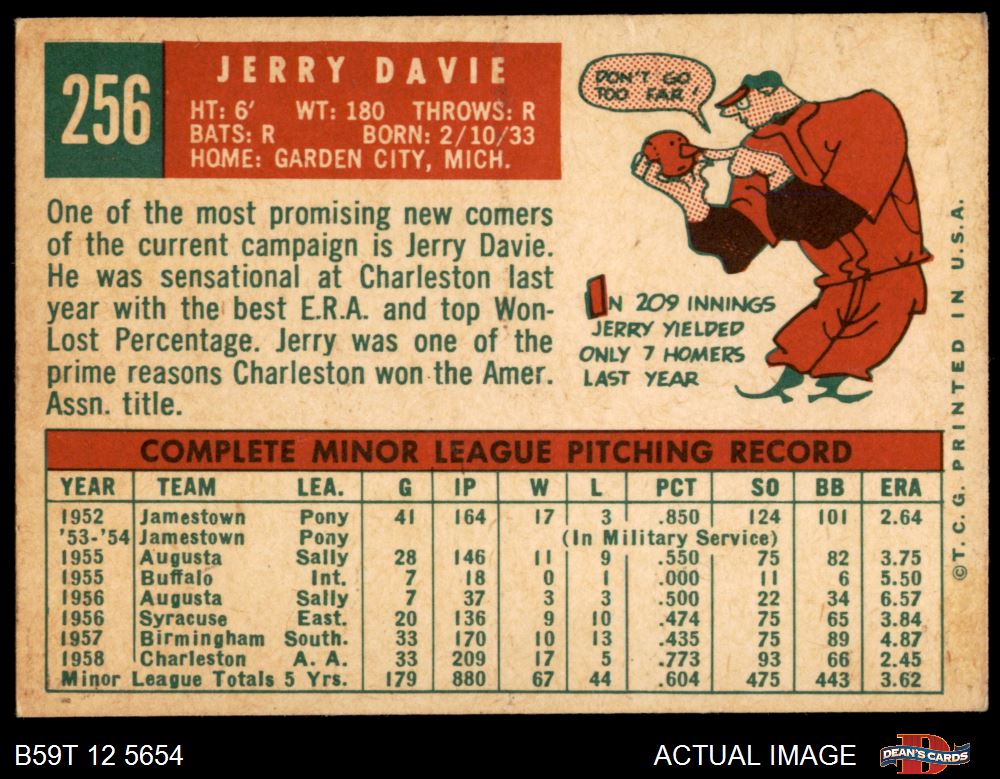 256
JERRY DAVIE
HT: 6' WT: 180 THROWS: R
BATS: R BORN: 2/10/33
HOME: GARDEN CITY, MICH.
DON'T GO
TOO FAR!
One of the most promising new comers
of the current campaign is Jerry Davie.
He was sensational at Charleston last
year with the best E.R.A. and top Won-
Lost Percentage. Jerry was one of the
prime reasons Charleston won the Amer.
Assn. title.
IN 209 INNINGS
JERRY YIELDED
ONLY 7 HOMERS
LAST YEAR
COMPLETE MINOR LEAGUE PITCHING RECORD
YEAR TEAM LEA. G IP W L PCT SO BB ERA
1952 Jamestown Pony 41 164 17 3 .850 124 101 2.64
'53-'54 Jamestown Pony (In Military Service)
1955 Augusta Sally 28 146 11 9 .550 75 82 3.75
1955 Buffalo Int. 7 18 0 1 .000 11 6 5.50
1956 Augusta Sally 7 37 3 3 .500 22 34 6.57
1956 Syracuse East. 20 136 9 10 .474 75 65 3.84
1957 Birmingham South. 33 170 10 13 .435 75 89 4.87
1958 Charleston A. A. 33 209 17 5 .773 93 66 2.45
Minor League Totals 5 Yrs. 179 880 67 44 .604 475 443 3.62
©T.C.G. PRINTED IN U.S.A.
B59T 12 5654
ACTUAL IMAGE
DEAN'S CARDS